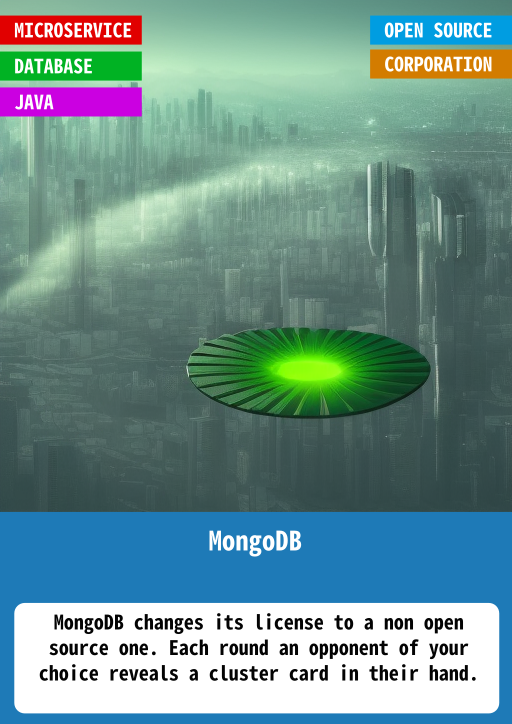 MICROSERVICE
DATABASE
JAVA
OPEN SOURCE
CORPORATION
MongoDB
MongoDB changes its license to a non open
source one. Each round an opponent of your
choice reveals a cluster card in their hand.